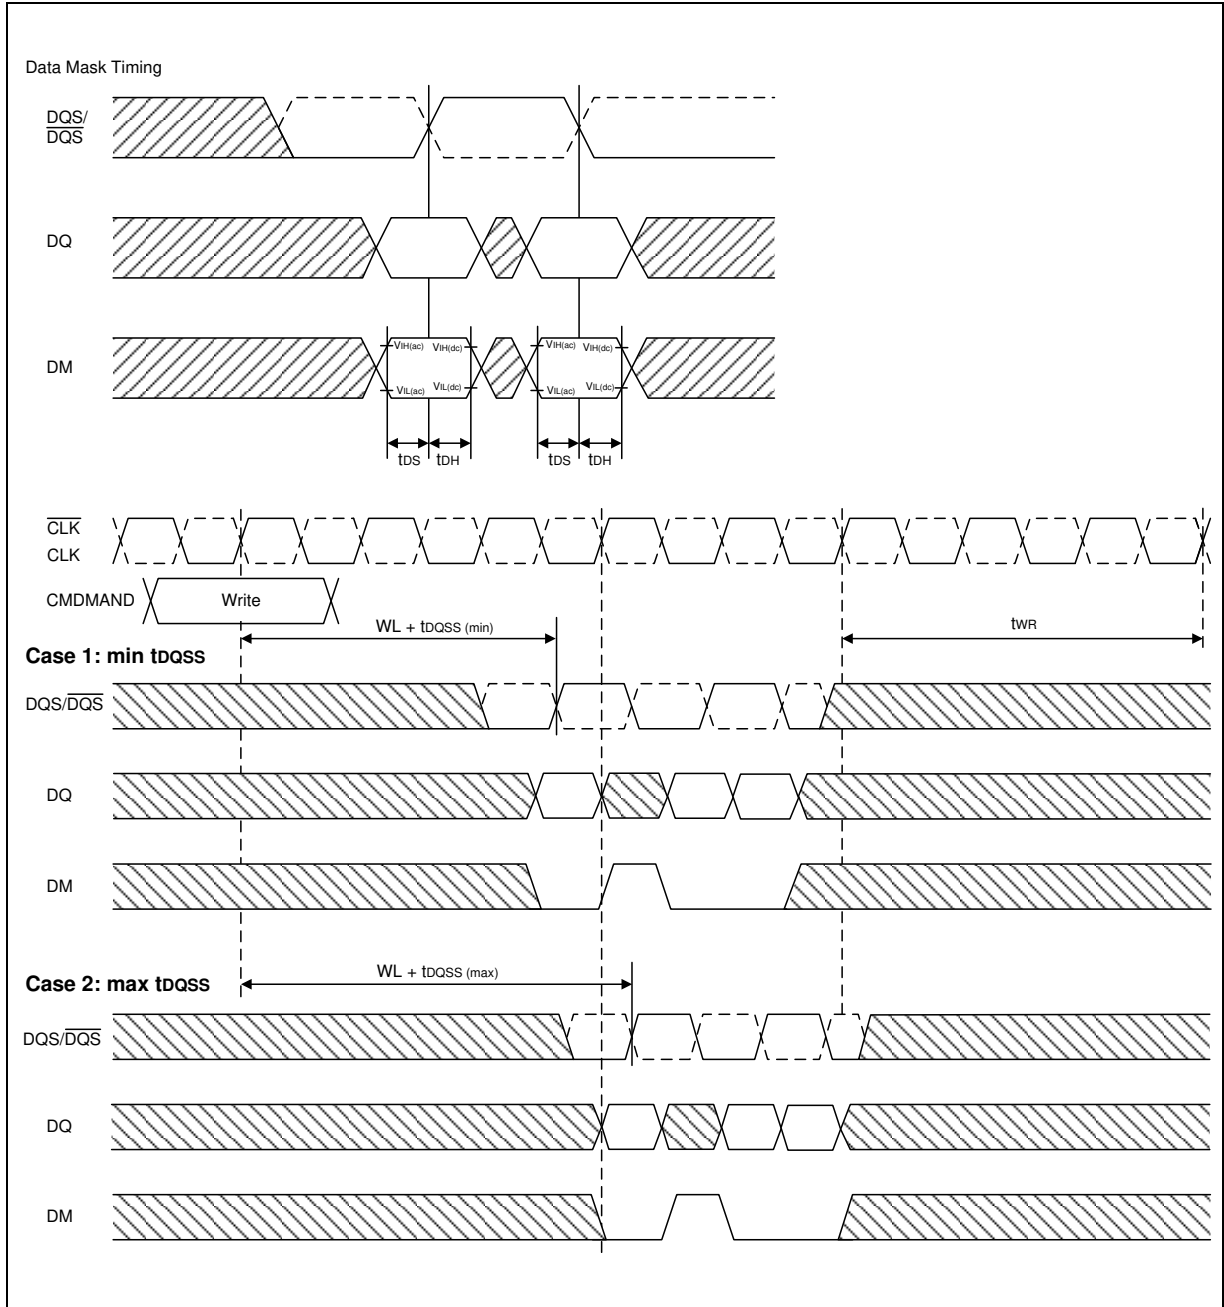 Data Mask Timing
DQS/
DQS
DQ
DM
VIH(ac) VIH(dc) VIH(ac) VIH(dc)
VIL(ac) VIL(dc) VIL(ac) VIL(dc)
tDS tDH tDS tDH
CLK
CLK
CMDMAND Write
WL + tDQSS (min) tWR
Case 1: min tDQSS
DQS/DQS
DQ
DM
WL + tDQSS (max)
Case 2: max tDQSS
DQS/DQS
DQ
DM